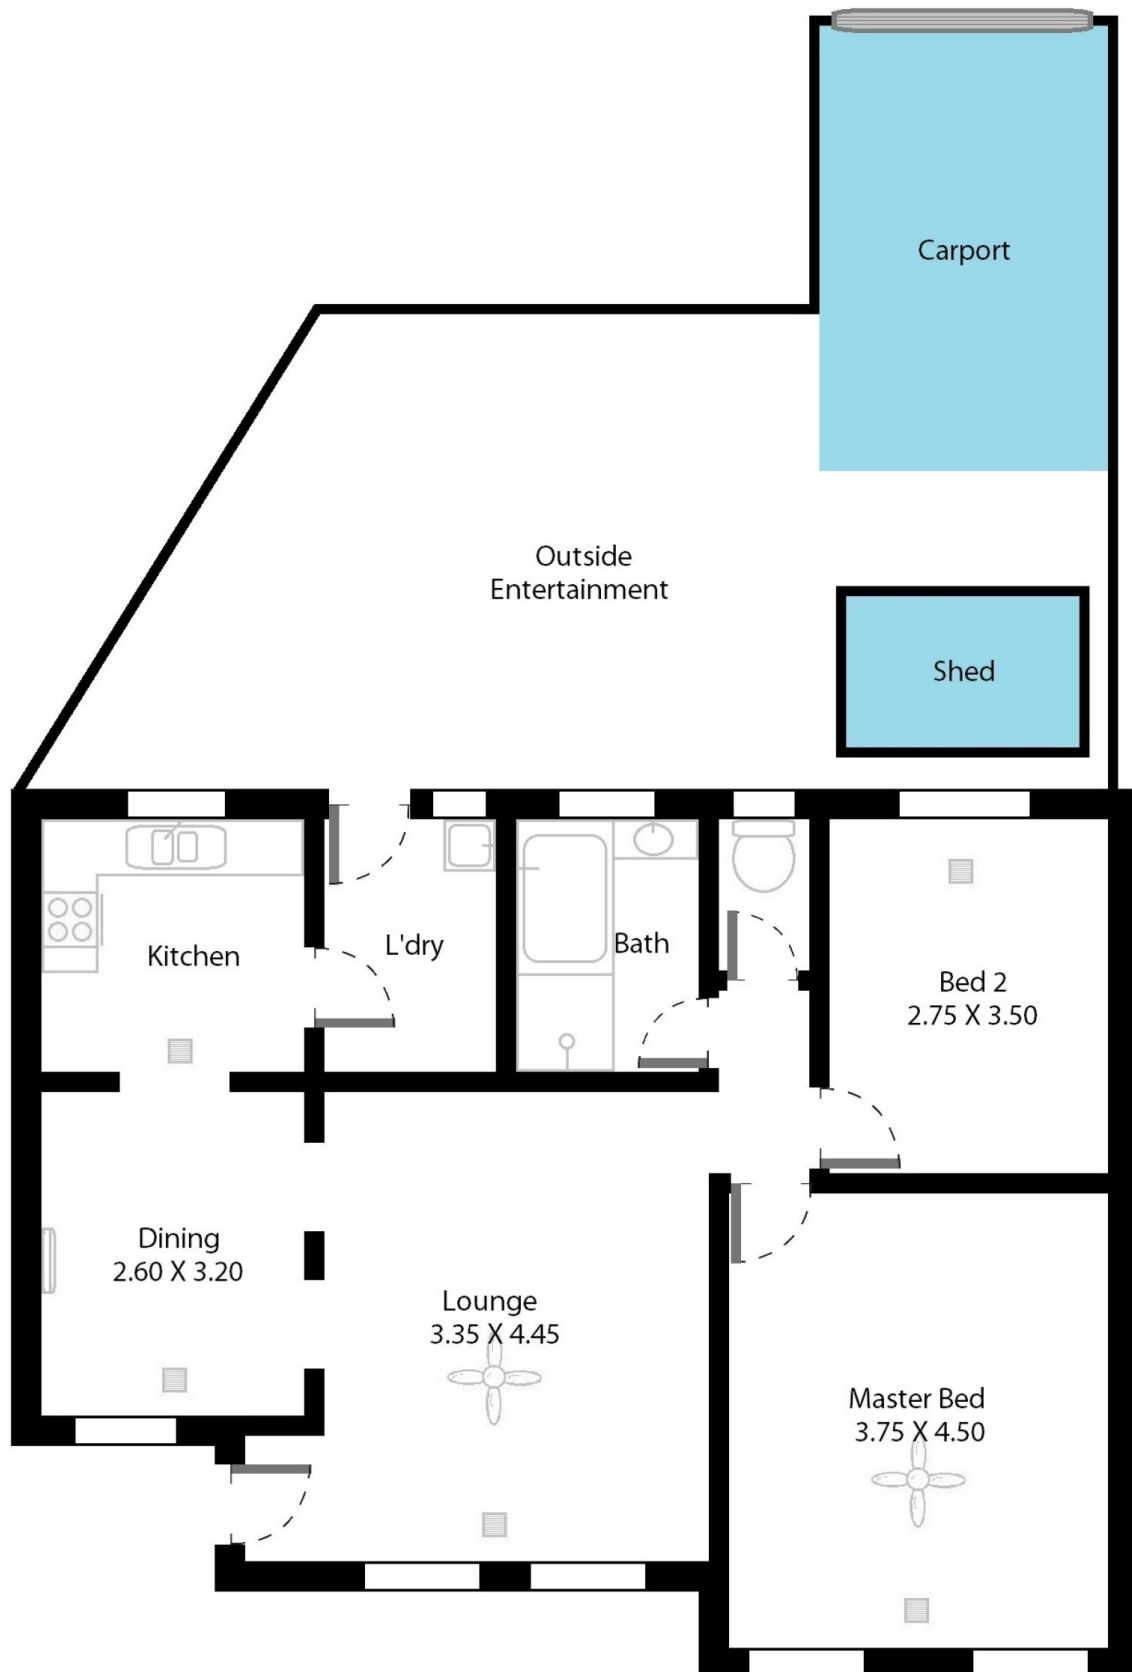 Carport
Outside
Entertainment
Shed
Kitchen
L'dry
Bath
Bed 2
2.75 X 3.50
Dining
2.60 X 3.20
Lounge
3.35 X 4.45
Master Bed
3.75 X 4.50